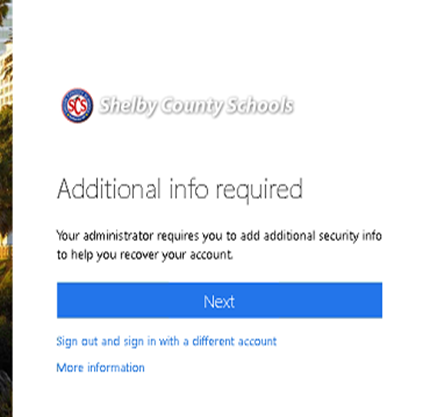 SCS Shelby County Schools
Additional info required
Your administrator requires you to add additional security info
to help you recover your account.
Next
Sign out and sign in with a different account
More information